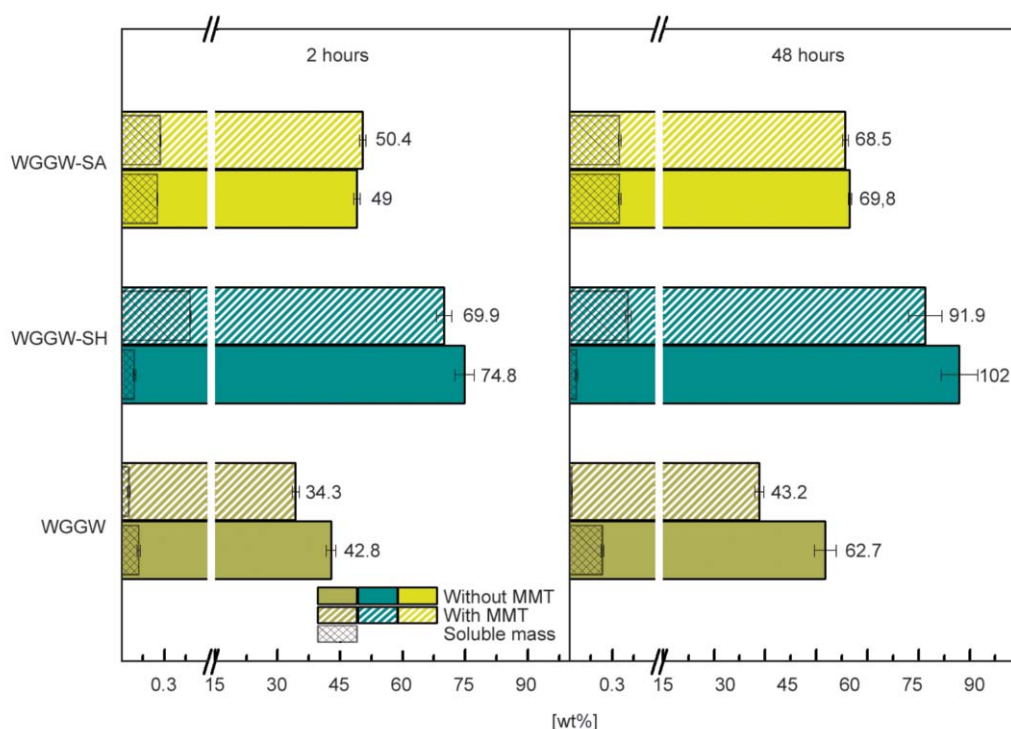 2 hours
48 hours
WGGW-SA
50.4
68.5
49
69,8
WGGW-SH
69.9
91.9
74.8
102
WGGW
34.3
43.2
42.8
62.7
Without MMT
With MMT
Soluble mass
0.3 15 30 45 60 75 90 0.3 15 30 45 60 75 90
[wt%]